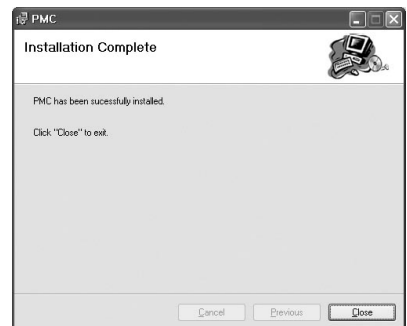 PMC
Installation Complete
PMC has been sucessfully installed.
Click "Close" to exit.
Cancel Previous Close